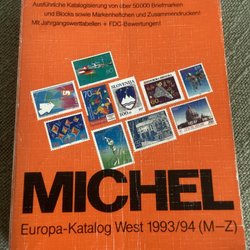 Ausführliche Katalogisierung von über 50000 Briefmarken
und Blocks sowie Markenheftchen und Zusammendrucken!
Mit Jahrgangswerttabellen + FDC-Bewertungen!
SLOVENIJA
MICHEL
Europa-Katalog West 1993/94 (M–Z)